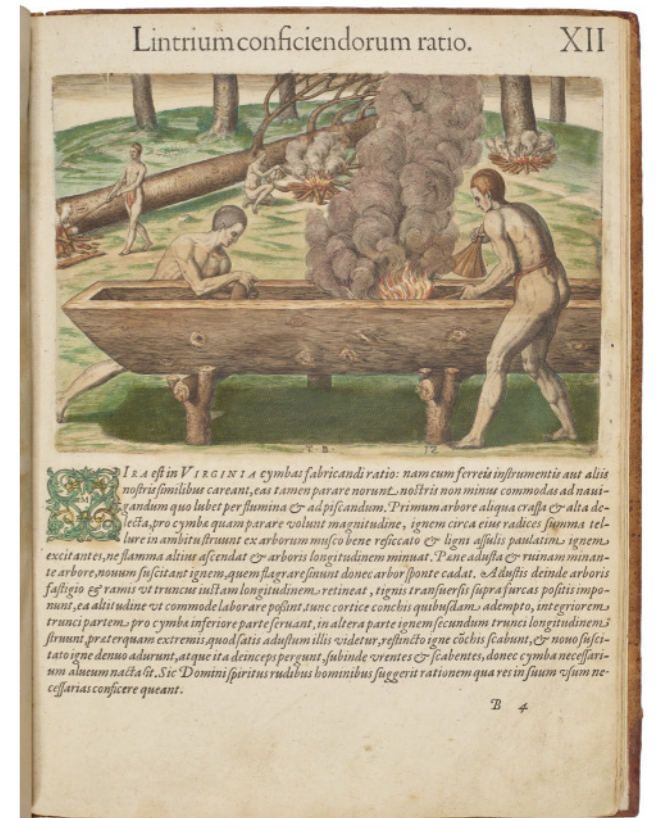 Lintrium conficiendorum ratio. XII
T. B. 12
MIRA est in VIRGINIA cymbas fabricandi ratio: nam cum ferreis instrumentis aut aliis
nostris similibus careant, eas tamen parare norunt nostris non minus commodas ad naui-
gandum quo lubet per flumina & ad piscandum. Primum arbore aliqua crassa & alta de-
lecta, pro cymbæ quam parare volunt magnitudine, ignem circa eius radices summa tel-
lure in ambitu struunt ex arborum musco bene resiccato & ligni assulis paulatim ignem
excitantes, ne flamma altius ascendat & arboris longitudinem minuat. Pæne adusta & ruinam minan-
te arbore, nouum suscitant ignem, quem flagrare sinunt donec arbor sponte cadat. Adustis deinde arboris
fastigio & ramis vt truncus iustam longitudinem retineat, tignis transuersis supra furcas positis impo-
nunt, ea altitudine vt commode laborare possint, tunc cortice conchis quibusdam adempto, integriorem
trunci partem pro cymbæ inferiore parte seruant, in altera parte ignem secundum trunci longitudinem
struunt, præterquam extremis, quod satis adustum illis videtur, restincto igne cõchis scabunt, & nouo susci-
tato igne denuo adurunt, atque ita deinceps pergunt, subinde vrentes & scabentes, donec cymba necessari-
um alueum nacta sit. Sic Domini spiritus rudibus hominibus suggerit rationem qua res in suum vsum ne-
cessarias conficere queant.
B 4